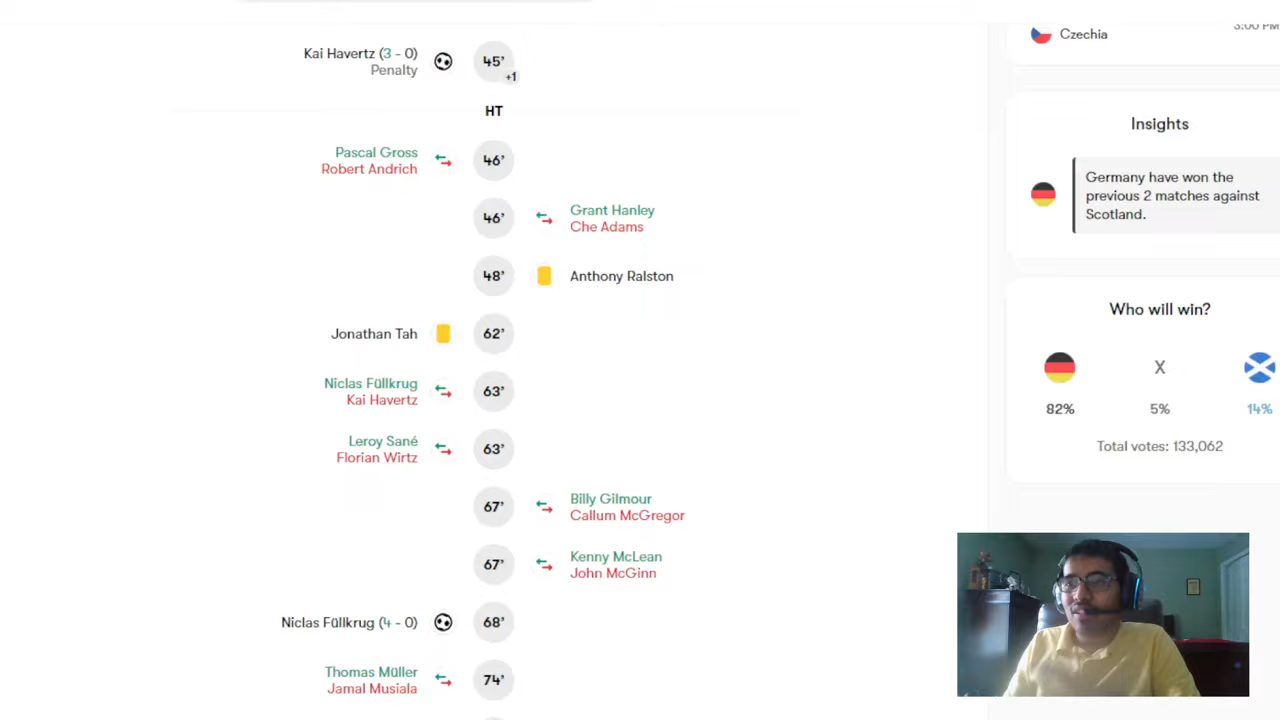 Kai Havertz (3 - 0)
Penalty
45’
+1
HT
Pascal Gross
Robert Andrich
46’
46’
Grant Hanley
Che Adams
48’
Anthony Ralston
Jonathan Tah
62’
Niclas Füllkrug
Kai Havertz
63’
Leroy Sané
Florian Wirtz
63’
67’
Billy Gilmour
Callum McGregor
67’
Kenny McLean
John McGinn
Niclas Füllkrug (4 - 0)
68’
Thomas Müller
Jamal Musiala
74’
3:00 PM
Czechia
Insights
Germany have won the
previous 2 matches against
Scotland.
Who will win?
X
82%
5%
14%
Total votes: 133,062